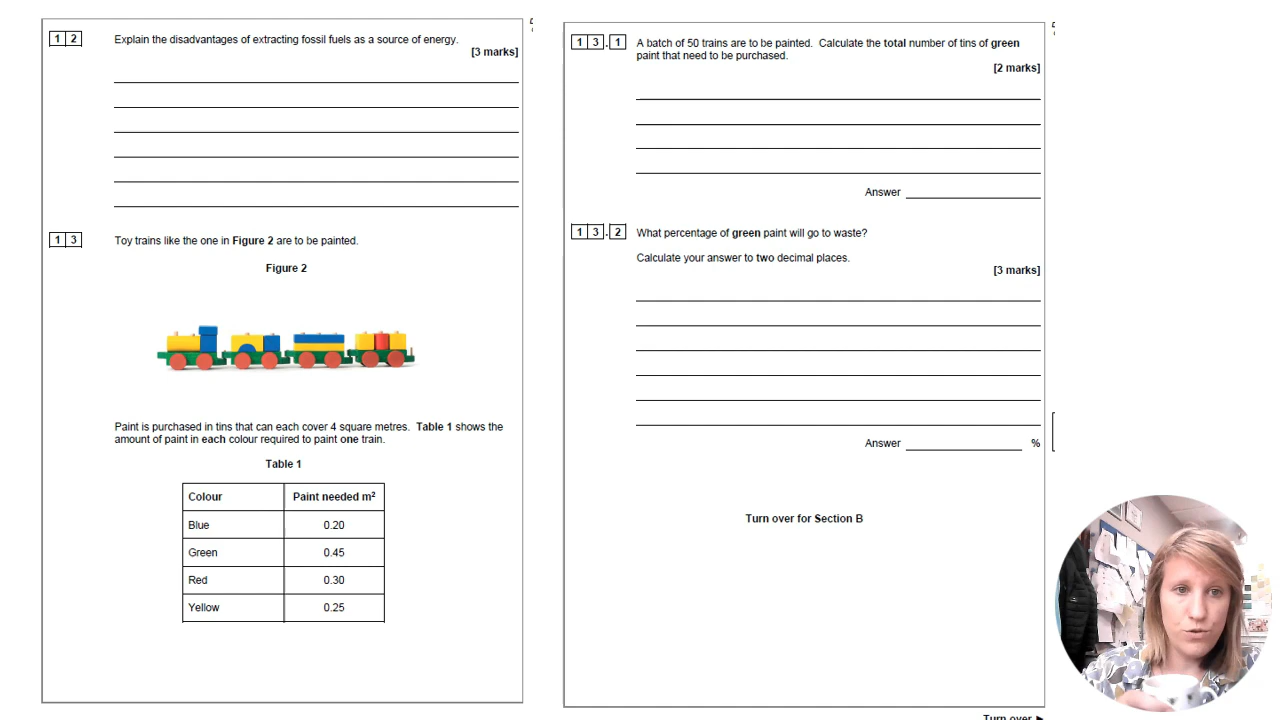 1 2 Explain the disadvantages of extracting fossil fuels as a source of energy.
[3 marks]
1 3 Toy trains like the one in Figure 2 are to be painted.
Figure 2
Paint is purchased in tins that can each cover 4 square metres. Table 1 shows the
amount of paint in each colour required to paint one train.
Table 1
Colour Paint needed m²
Blue 0.20
Green 0.45
Red 0.30
Yellow 0.25
1 3 . 1 A batch of 50 trains are to be painted. Calculate the total number of tins of green
paint that need to be purchased.
[2 marks]
Answer
1 3 . 2 What percentage of green paint will go to waste?
Calculate your answer to two decimal places.
[3 marks]
Answer %
Turn over for Section B
Turn over ►